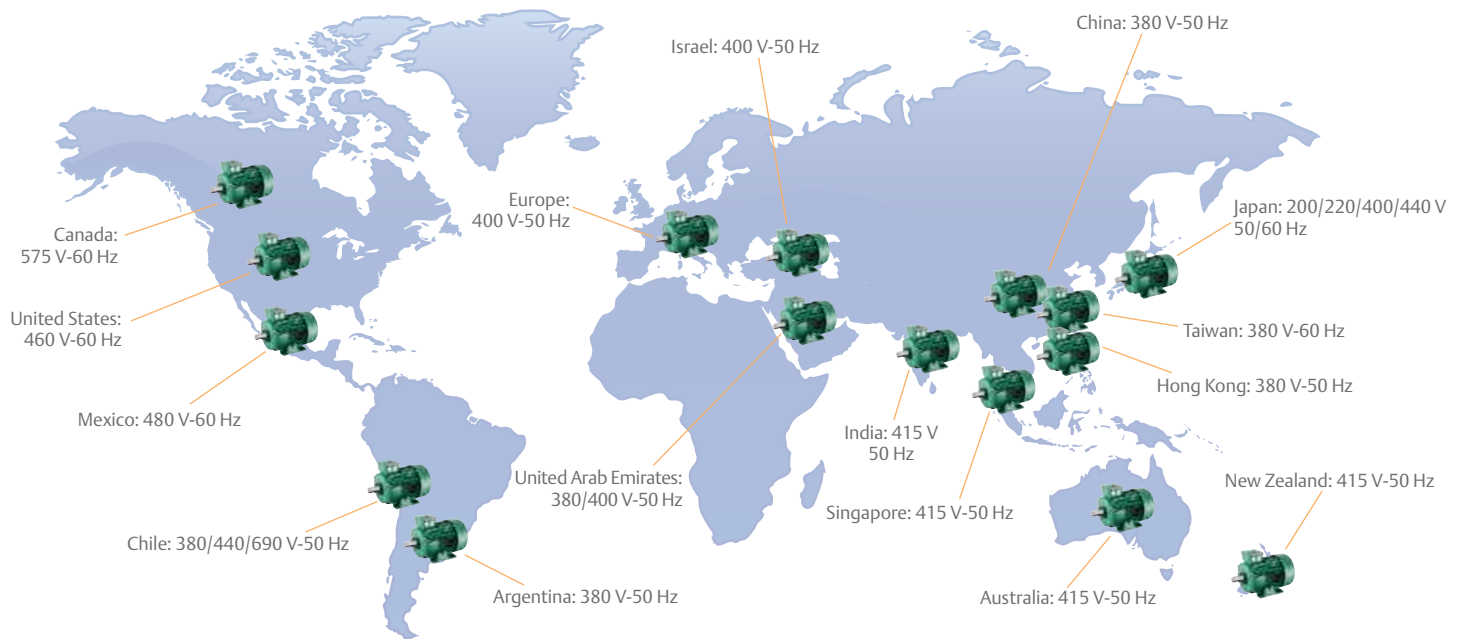 China: 380 V-50 Hz
Israel: 400 V-50 Hz
Europe:
400 V-50 Hz
Japan: 200/220/400/440 V
50/60 Hz
Canada:
575 V-60 Hz
United States:
460 V-60 Hz
Taiwan: 380 V-60 Hz
Hong Kong: 380 V-50 Hz
Mexico: 480 V-60 Hz
India: 415 V
50 Hz
United Arab Emirates:
380/400 V-50 Hz
New Zealand: 415 V-50 Hz
Singapore: 415 V-50 Hz
Chile: 380/440/690 V-50 Hz
Argentina: 380 V-50 Hz
Australia: 415 V-50 Hz